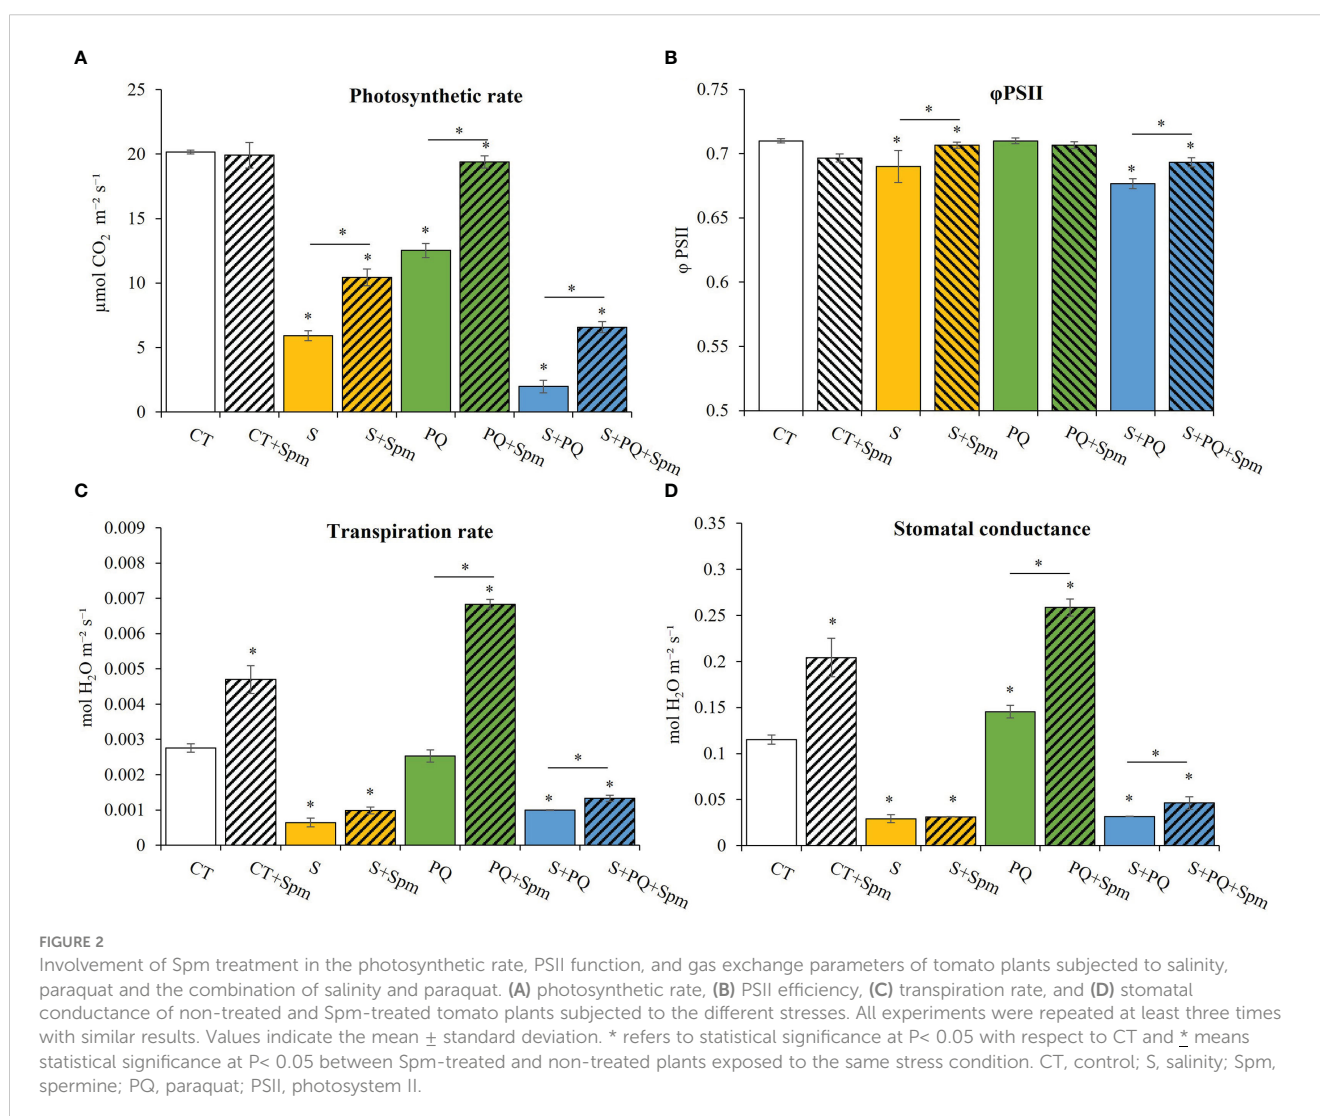 A
Photosynthetic rate
µmol CO₂ m⁻² s⁻¹
25
20
15
10
5
0
* * * * * * * * *
CT CT+Spm S S+Spm PQ PQ+Spm S+PQ S+PQ+Spm
B
φPSII
φ PSII
0.75
0.7
0.65
0.6
0.55
0.5
* * * * * *
CT CT+Spm S S+Spm PQ PQ+Spm S+PQ S+PQ+Spm
C
Transpiration rate
mol H₂O m⁻² s⁻¹
0.009
0.008
0.007
0.006
0.005
0.004
0.003
0.002
0.001
0
* * * * * * * *
CT CT+Spm S S+Spm PQ PQ+Spm S+PQ S+PQ+Spm
D
Stomatal conductance
mol H₂O m⁻² s⁻¹
0.35
0.3
0.25
0.2
0.15
0.1
0.05
0
* * * * * * * * *
CT CT+Spm S S+Spm PQ PQ+Spm S+PQ S+PQ+Spm
FIGURE 2
Involvement of Spm treatment in the photosynthetic rate, PSII function, and gas exchange parameters of tomato plants subjected to salinity,
paraquat and the combination of salinity and paraquat. (A) photosynthetic rate, (B) PSII efficiency, (C) transpiration rate, and (D) stomatal
conductance of non-treated and Spm-treated tomato plants subjected to the different stresses. All experiments were repeated at least three times
with similar results. Values indicate the mean ± standard deviation. * refers to statistical significance at P< 0.05 with respect to CT and * means
statistical significance at P< 0.05 between Spm-treated and non-treated plants exposed to the same stress condition. CT, control; S, salinity; Spm,
spermine; PQ, paraquat; PSII, photosystem II.